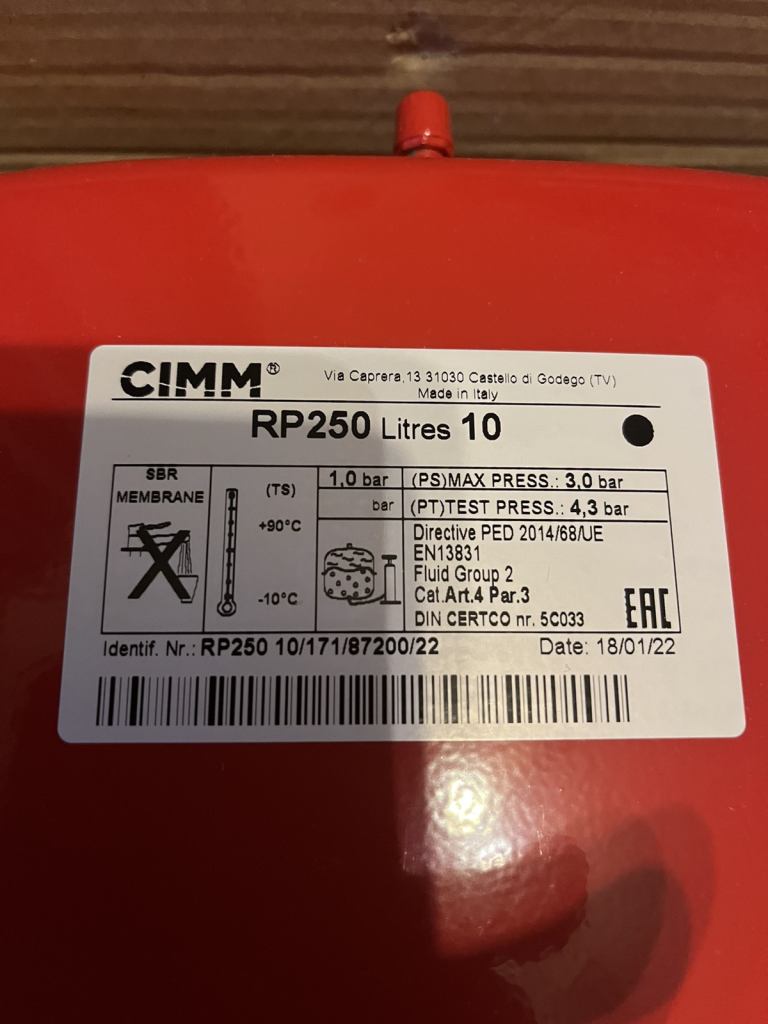 CIMM®
Via Caprera,13 31030 Castello di Godego (TV)
Made in Italy
RP250 Litres 10
SBR
MEMBRANE
(TS)
+90°C
-10°C
1,0 bar
bar
(PS)MAX PRESS.: 3,0 bar
(PT)TEST PRESS.: 4,3 bar
Directive PED 2014/68/UE
EN13831
Fluid Group 2
Cat.Art.4 Par.3
DIN CERTCO nr. 5C033
EAC
Identif. Nr.: RP250 10/171/87200/22
Date: 18/01/22